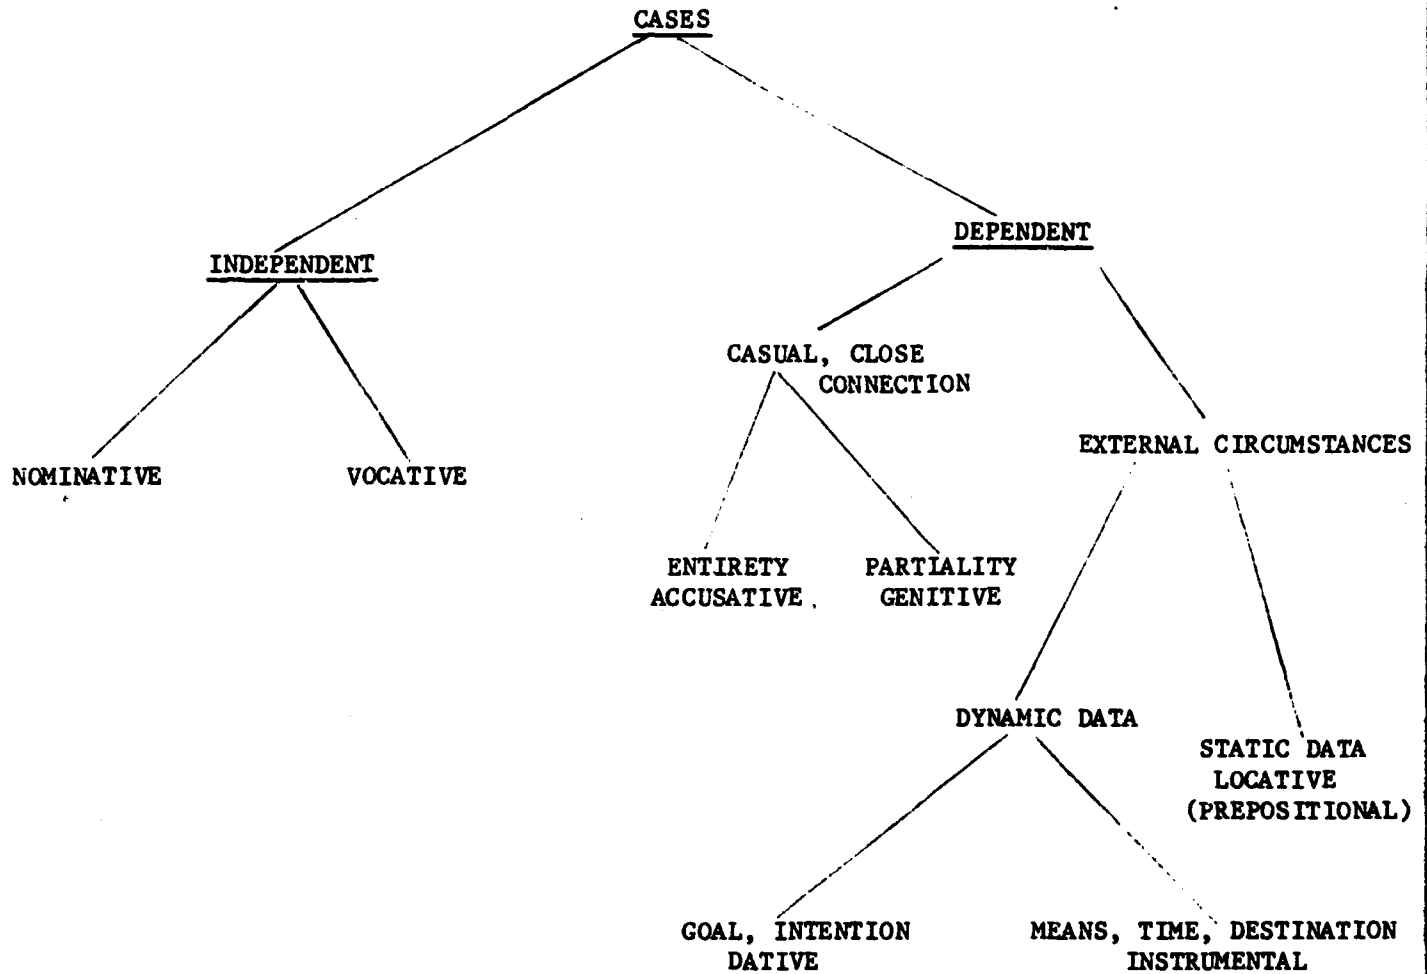 CASES
DEPENDENT
INDEPENDENT
CASUAL, CLOSE
CONNECTION
EXTERNAL CIRCUMSTANCES
NOMINATIVE
VOCATIVE
ENTIRETY
ACCUSATIVE
PARTIALITY
GENITIVE
DYNAMIC DATA
STATIC DATA
LOCATIVE
(PREPOSITIONAL)
GOAL, INTENTION
DATIVE
MEANS, TIME, DESTINATION
INSTRUMENTAL